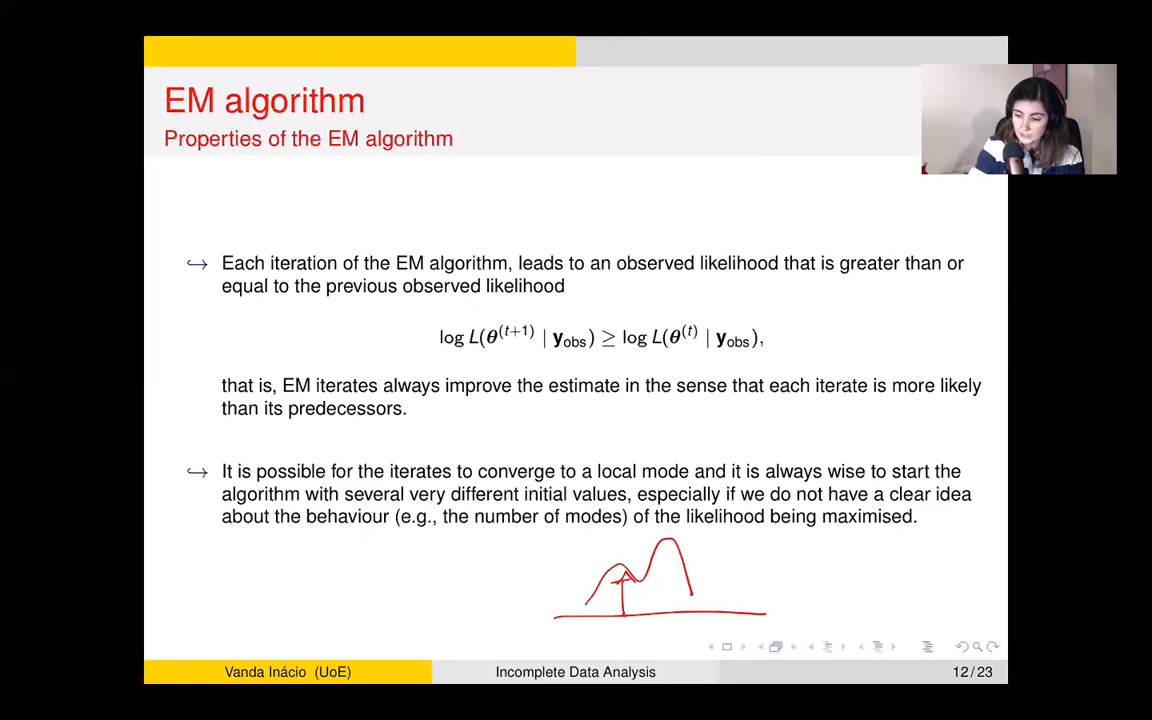 EM algorithm
Properties of the EM algorithm
↪ Each iteration of the EM algorithm, leads to an observed likelihood that is greater than or
equal to the previous observed likelihood
log L(θ^(t+1) | y_obs) ≥ log L(θ^(t) | y_obs),
that is, EM iterates always improve the estimate in the sense that each iterate is more likely
than its predecessors.
↪ It is possible for the iterates to converge to a local mode and it is always wise to start the
algorithm with several very different initial values, especially if we do not have a clear idea
about the behaviour (e.g., the number of modes) of the likelihood being maximised.
Vanda Inácio (UoE) Incomplete Data Analysis 12/23